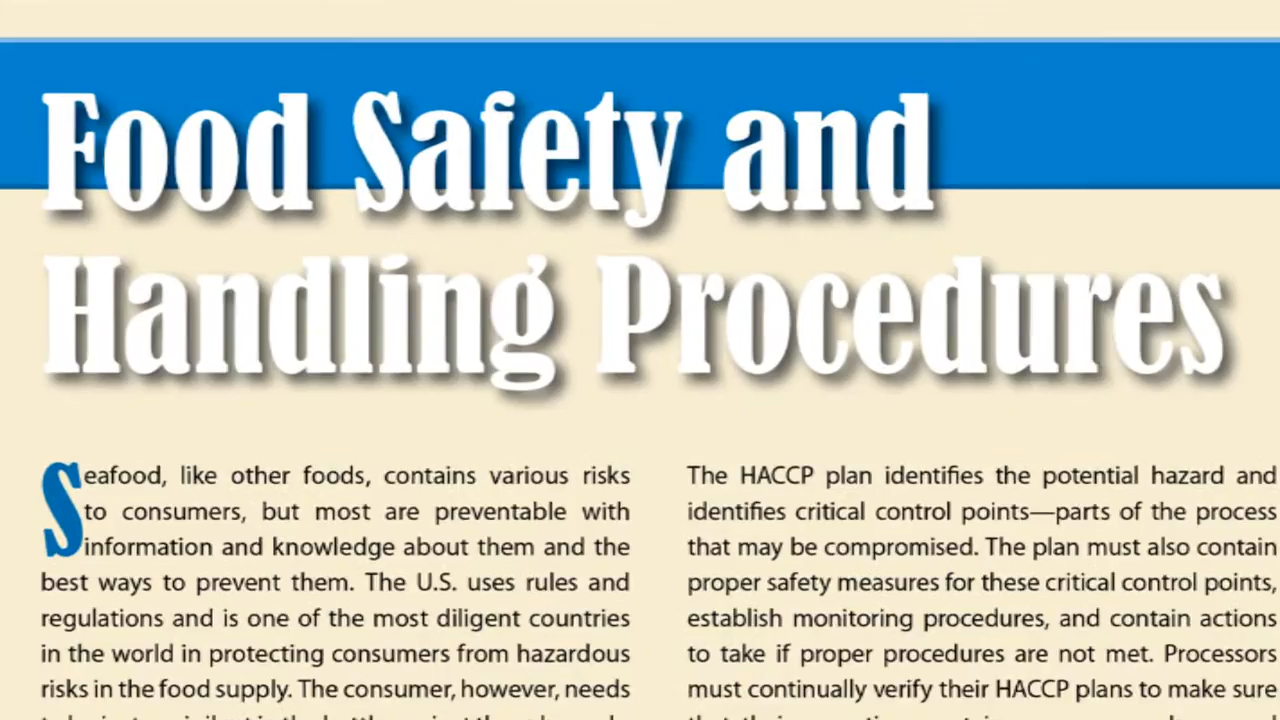 Food Safety and
Handling Procedures
Seafood, like other foods, contains various risks
to consumers, but most are preventable with
information and knowledge about them and the
best ways to prevent them. The U.S. uses rules and
regulations and is one of the most diligent countries
in the world in protecting consumers from hazardous
risks in the food supply. The consumer, however, needs
The HACCP plan identifies the potential hazard and
identifies critical control points—parts of the process
that may be compromised. The plan must also contain
proper safety measures for these critical control points,
establish monitoring procedures, and contain actions
to take if proper procedures are not met. Processors
must continually verify their HACCP plans to make sure